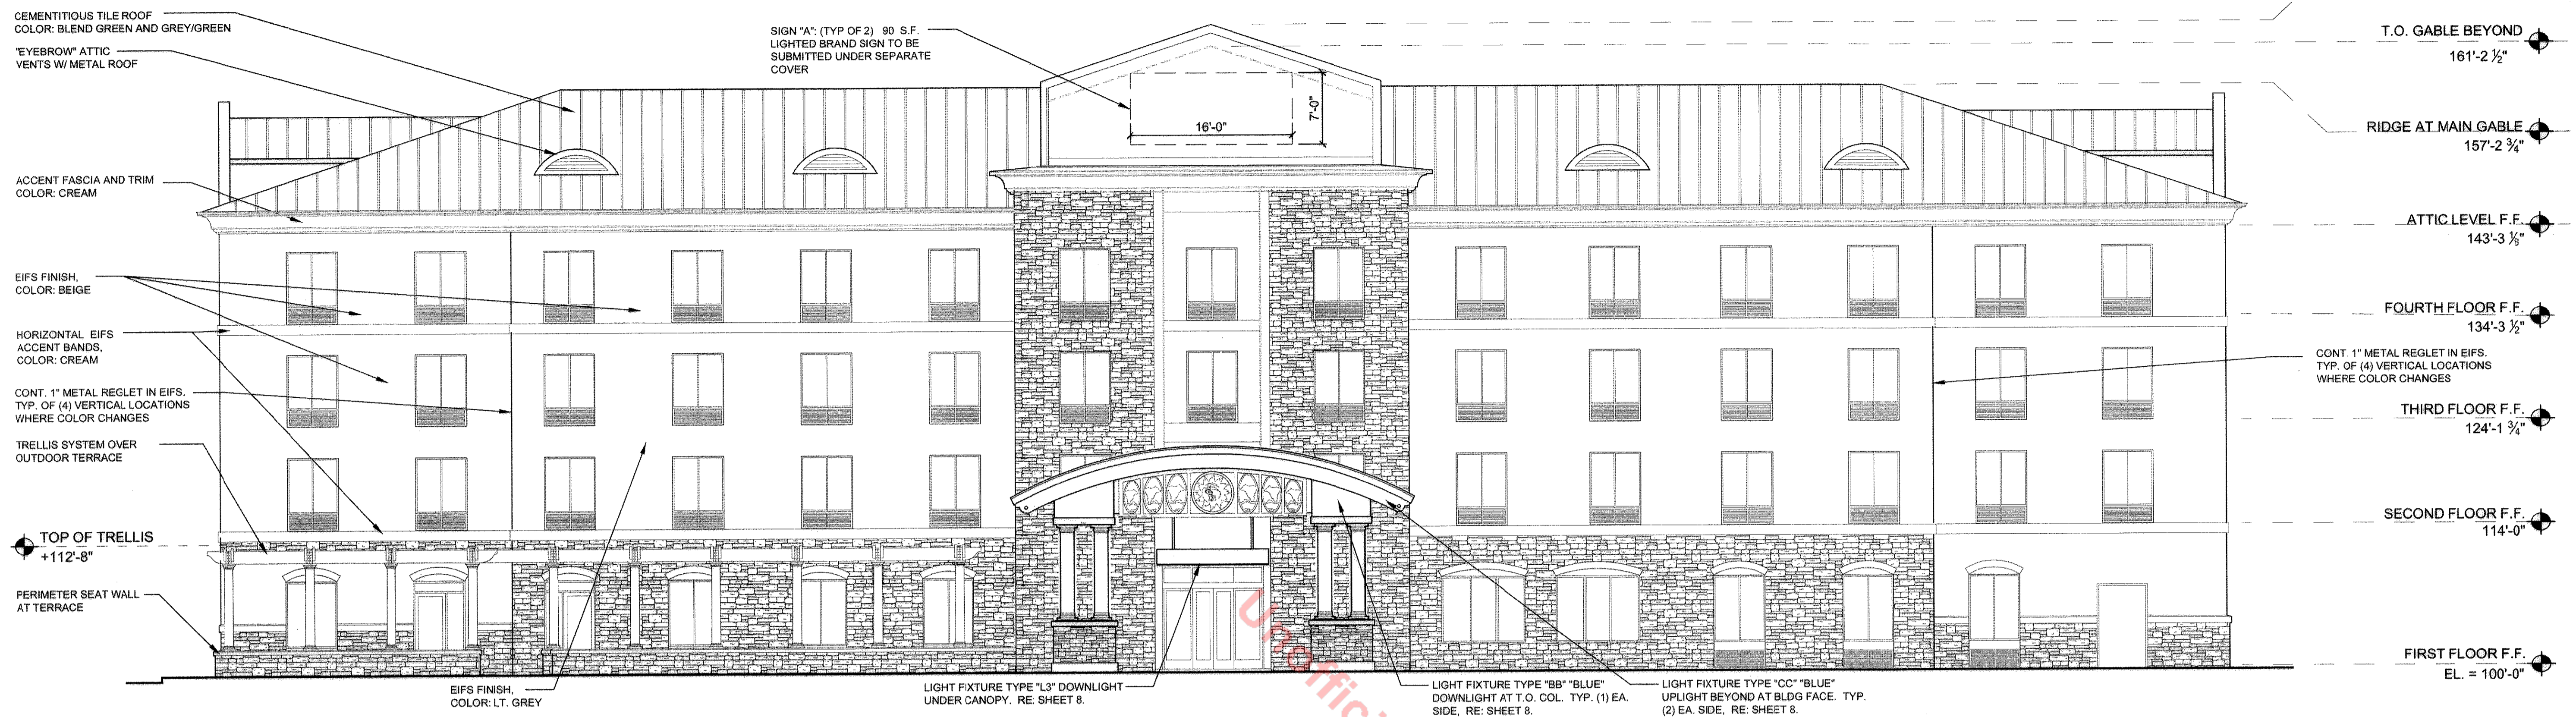 CEMENTITIOUS TILE ROOF
COLOR: BLEND GREEN AND GREY/GREEN
"EYEBROW" ATTIC
VENTS W/ METAL ROOF
ACCENT FASCIA AND TRIM
COLOR: CREAM
EIFS FINISH,
COLOR: BEIGE
HORIZONTAL EIFS
ACCENT BANDS,
COLOR: CREAM
CONT. 1" METAL REGLET IN EIFS.
TYP. OF (4) VERTICAL LOCATIONS
WHERE COLOR CHANGES
TRELLIS SYSTEM OVER
OUTDOOR TERRACE
TOP OF TRELLIS
+112'-8"
PERIMETER SEAT WALL
AT TERRACE
EIFS FINISH,
COLOR: LT. GREY
SIGN "A": (TYP OF 2) 90 S.F.
LIGHTED BRAND SIGN TO BE
SUBMITTED UNDER SEPARATE
COVER
16'-0"
7'-0"
LIGHT FIXTURE TYPE "L3" DOWNLIGHT
UNDER CANOPY. RE: SHEET 8.
Unoffici
LIGHT FIXTURE TYPE "BB" "BLUE"
DOWNLIGHT AT T.O. COL. TYP. (1) EA.
SIDE, RE: SHEET 8.
LIGHT FIXTURE TYPE "CC" "BLUE"
UPLIGHT BEYOND AT BLDG FACE. TYP.
(2) EA. SIDE, RE: SHEET 8.
T.O. GABLE BEYOND
161'-2 ½"
RIDGE AT MAIN GABLE
157'-2 ¾"
ATTIC LEVEL F.F.
143'-3 ⅛"
FOURTH FLOOR F.F.
134'-3 ½"
CONT. 1" METAL REGLET IN EIFS.
TYP. OF (4) VERTICAL LOCATIONS
WHERE COLOR CHANGES
THIRD FLOOR F.F.
124'-1 ¾"
SECOND FLOOR F.F.
114'-0"
FIRST FLOOR F.F.
EL. = 100'-0"